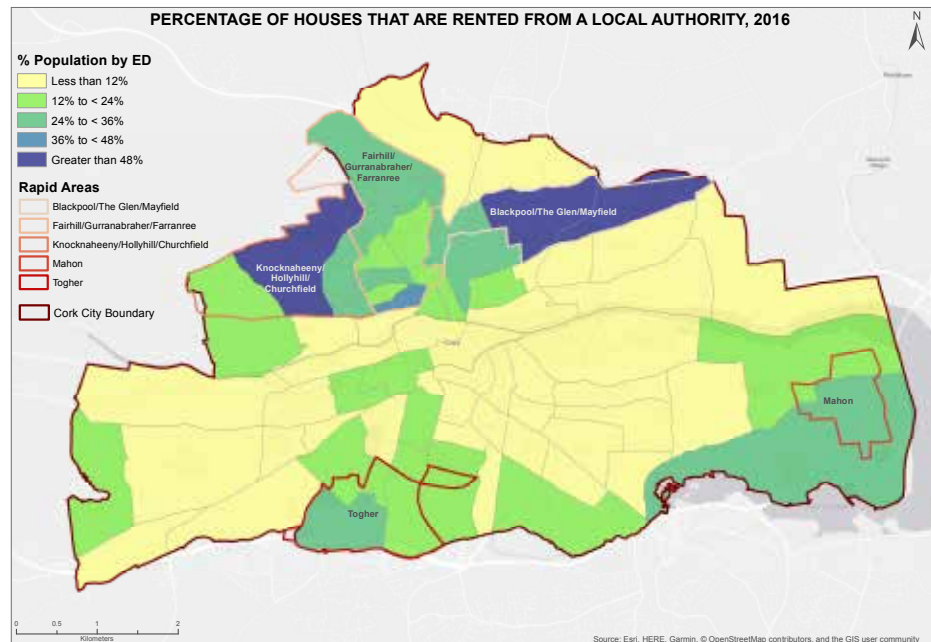 PERCENTAGE OF HOUSES THAT ARE RENTED FROM A LOCAL AUTHORITY, 2016
N
% Population by ED
Less than 12%
12% to < 24%
24% to < 36%
36% to < 48%
Greater than 48%
Rapid Areas
Blackpool/The Glen/Mayfield
Fairhill/Gurranabraher/Farranree
Knocknaheeny/Hollyhill/Churchfield
Mahon
Togher
Cork City Boundary
Fairhill/
Gurranabraher/
Farranree
Blackpool/The Glen/Mayfield
Knocknaheeny/
Hollyhill/
Churchfield
Cork
Mahon
Togher
0 0.5 1 2
Kilometers
Source: Esri, HERE, Garmin, © OpenStreetMap contributors, and the GIS user community